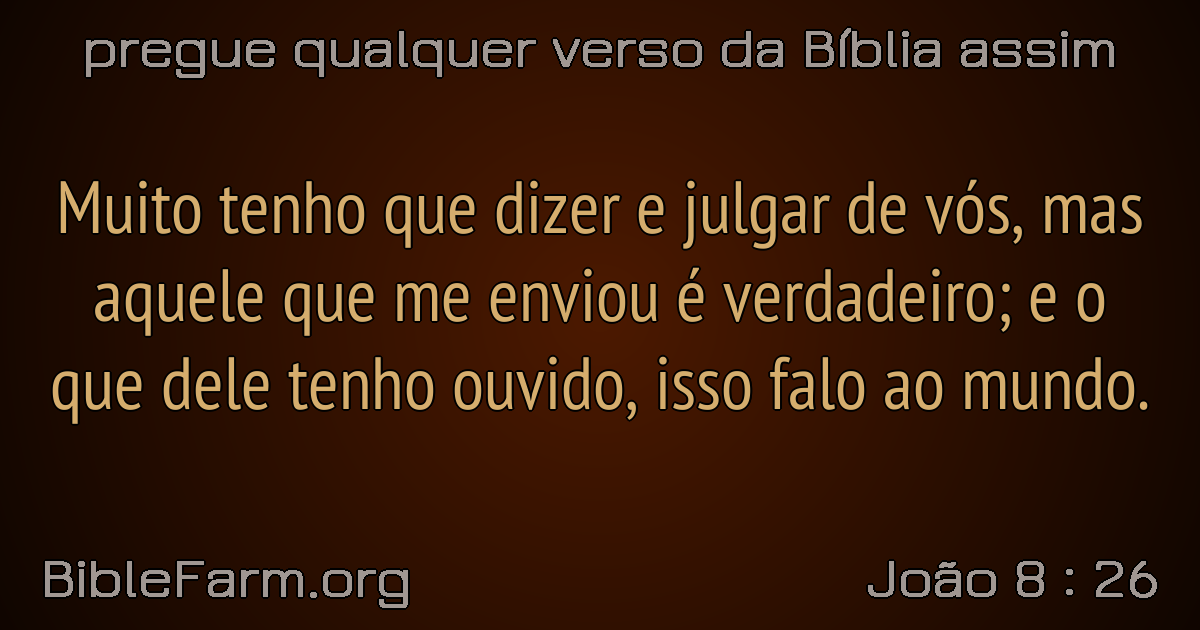 pregue qualquer verso da Bíblia assim
Muito tenho que dizer e julgar de vós, mas
aquele que me enviou é verdadeiro; e o
que dele tenho ouvido, isso falo ao mundo.
BibleFarm.org
João 8 : 26